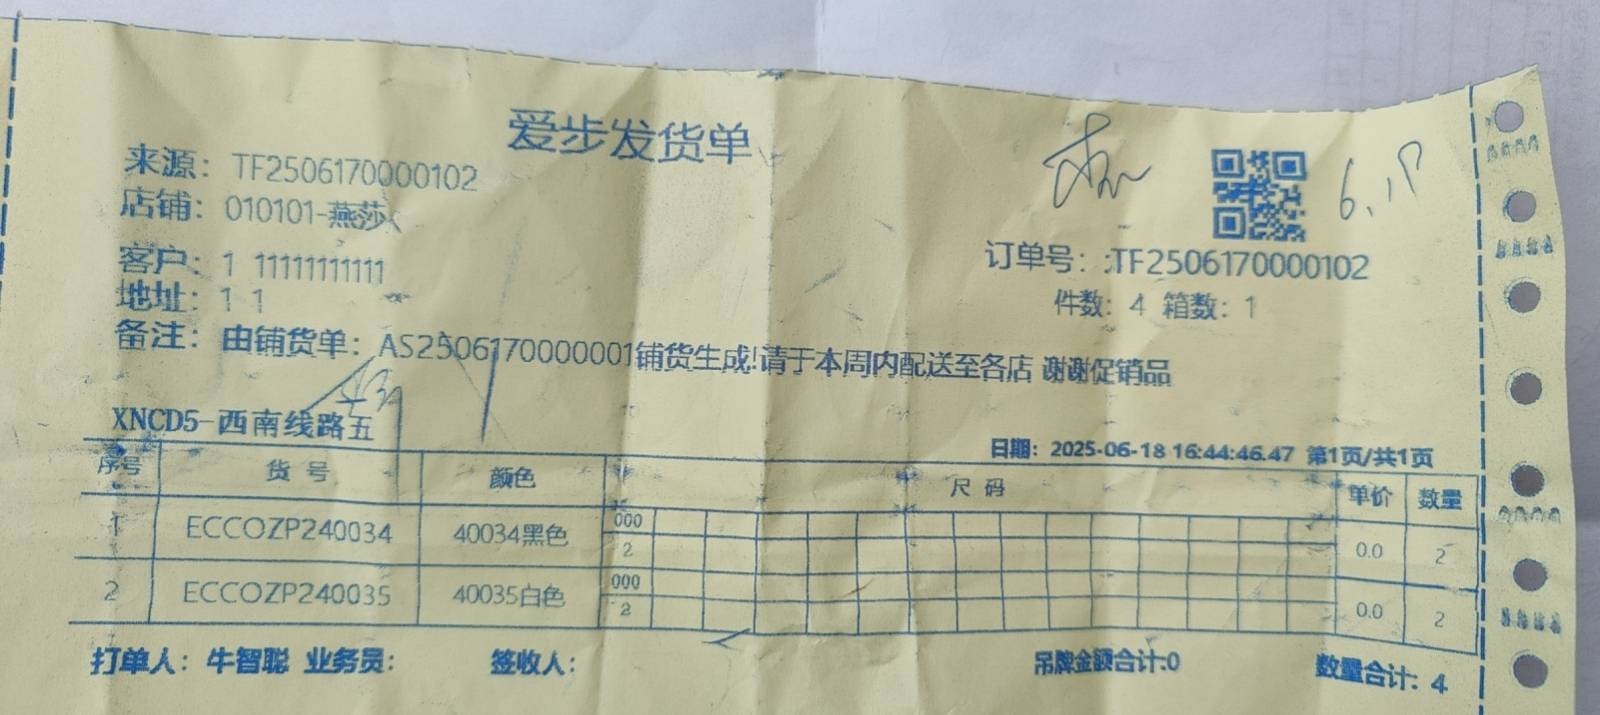 爱步发货单
来源：TF2506170000102
店铺：010101-燕莎
6.17
客户：1 11111111111
订单号：:TF2506170000102
地址：1 1
件数：4 箱数：1
备注：由铺货单：AS2506170000001铺货生成!请于本周内配送至各店 谢谢促销品
XNCD5-西南线路五
日期：2025-06-18 16:44:46.47 第1页/共1页
序号 货号 颜色 尺码 单价 数量
1 ECCOZP240034 40034黑色 000 2 0.0 2
2 ECCOZP240035 40035白色 000 2 0.0 2
打单人：牛智聪 业务员： 签收人： 吊牌金额合计:0 数量合计：4